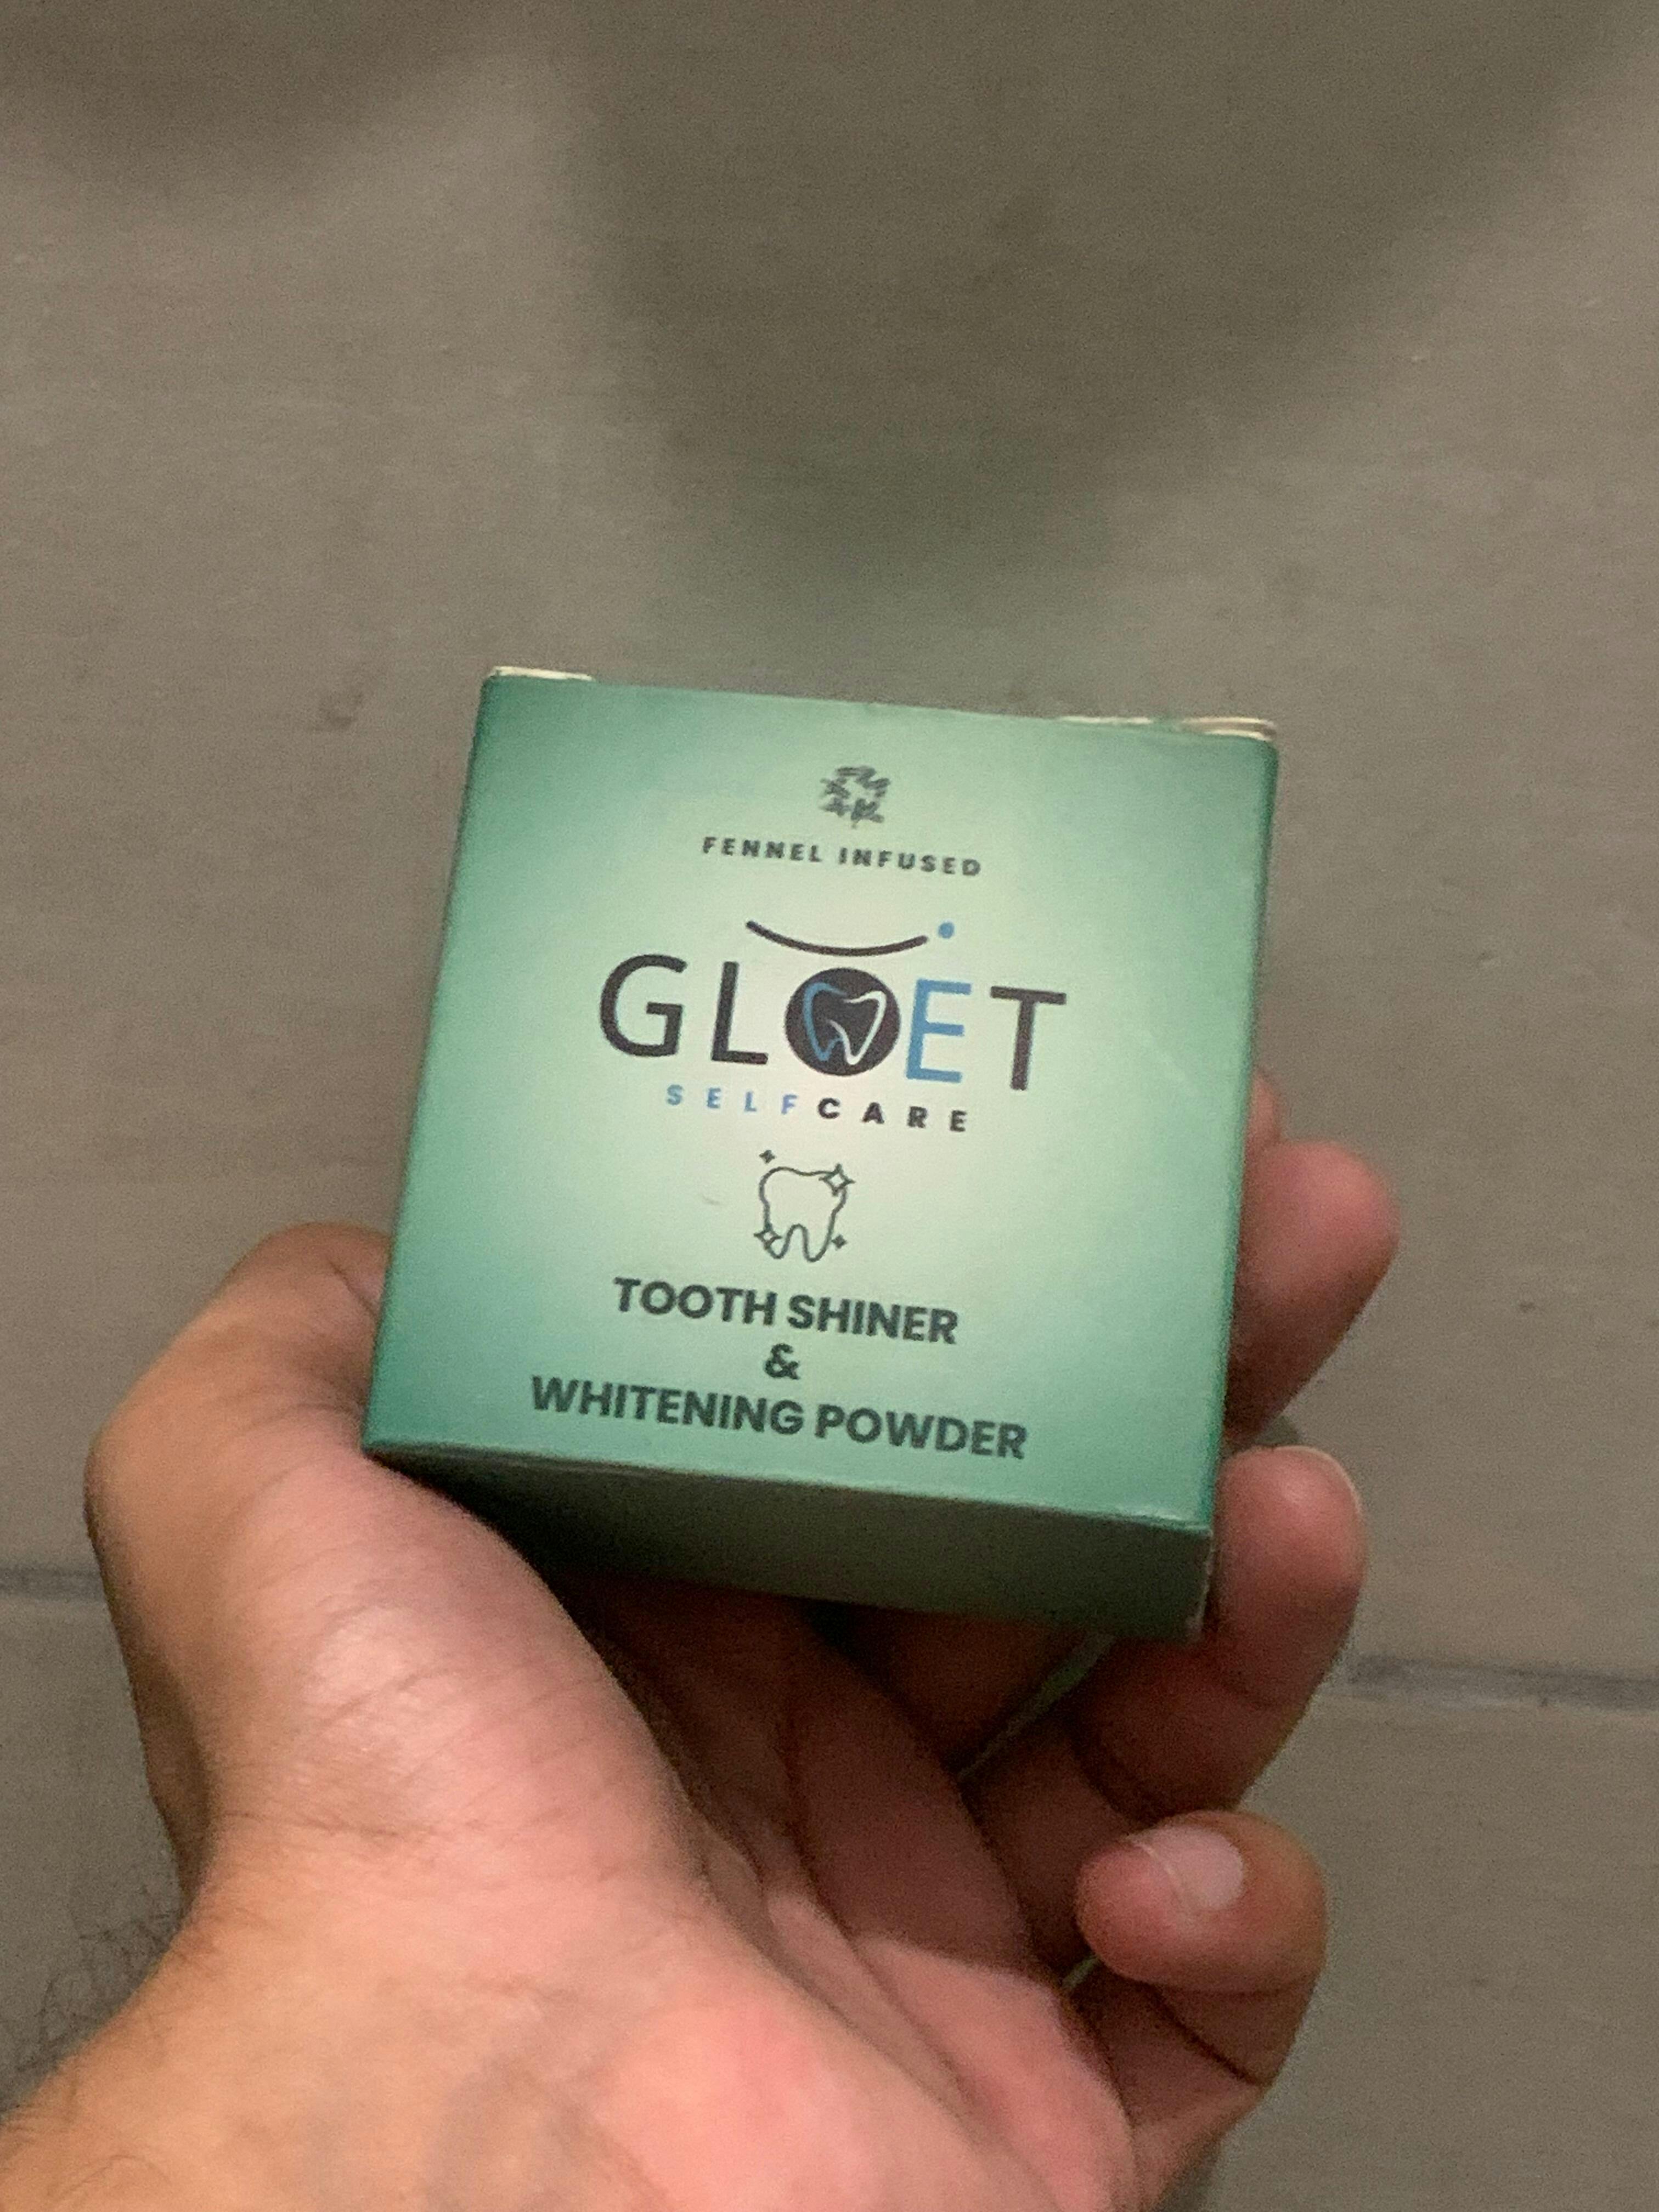 FENNEL INFUSED
GLOET
SELFCARE
TOOTH SHINER
&
WHITENING POWDER